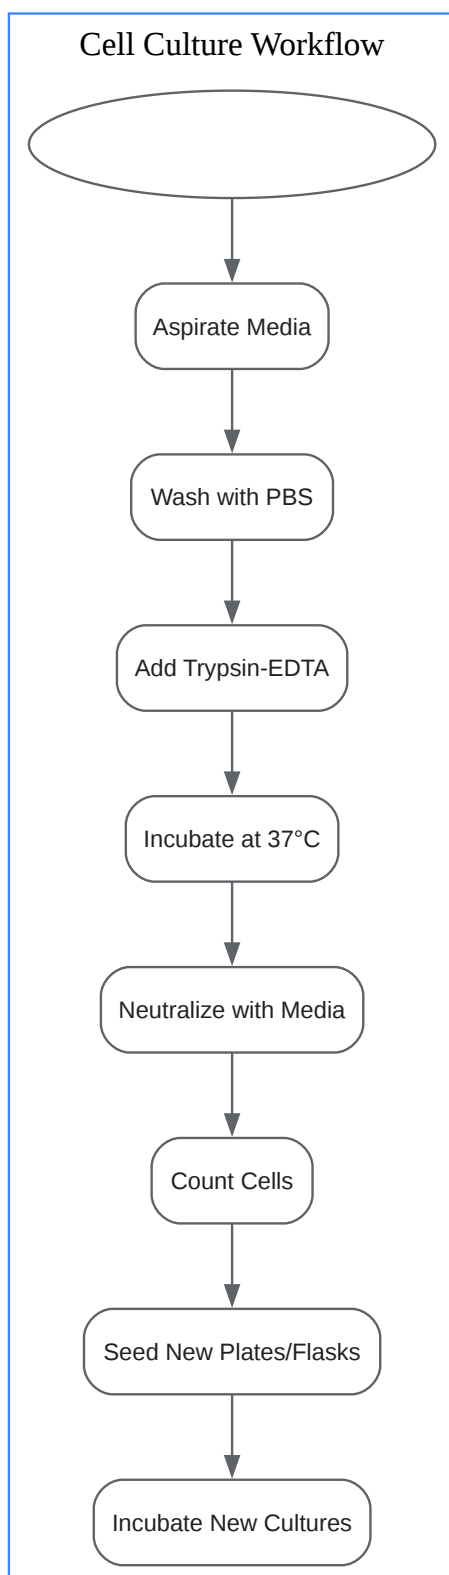 Cell Culture Workflow
Aspirate Media
Wash with PBS
Add Trypsin-EDTA
Incubate at 37°C
Neutralize with Media
Count Cells
Seed New Plates/Flasks
Incubate New Cultures